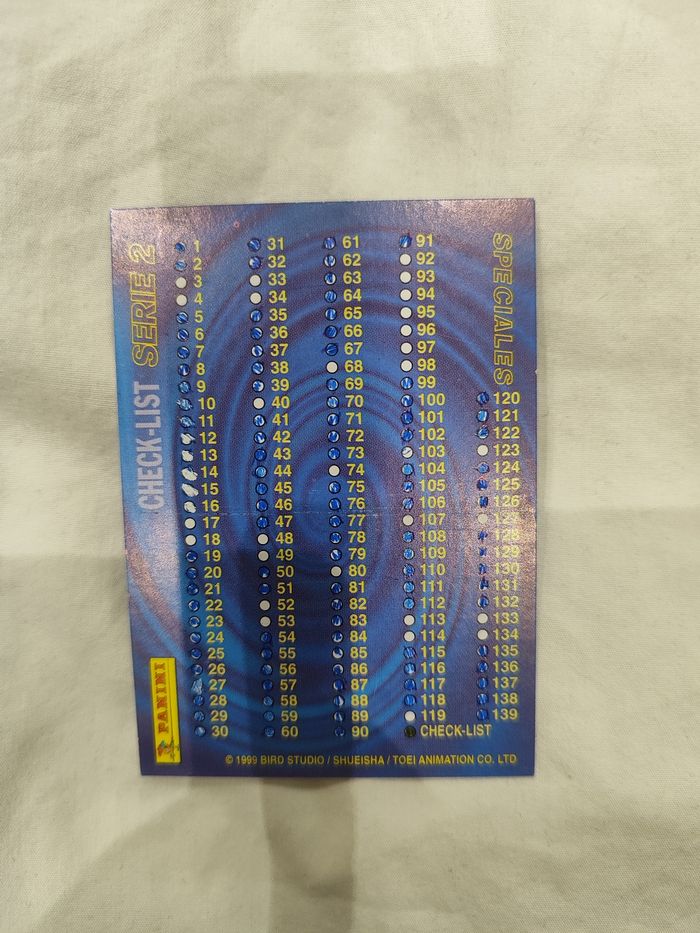 CHECK-LIST SERIE 2
SPECIALES
1 31 61 91
2 32 62 92
3 33 63 93
4 34 64 94
5 35 65 95
6 36 66 96
7 37 67 97
8 38 68 98
9 39 69 99
10 40 70 100 120
11 41 71 101 121
12 42 72 102 122
13 43 73 103 123
14 44 74 104 124
15 45 75 105 125
16 46 76 106 126
17 47 77 107 127
18 48 78 108 128
19 49 79 109 129
20 50 80 110 130
21 51 81 111 131
22 52 82 112 132
23 53 83 113 133
24 54 84 114 134
25 55 85 115 135
26 56 86 116 136
27 57 87 117 137
28 58 88 118 138
29 59 89 119 139
30 60 90 CHECK-LIST
PANINI
© 1999 BIRD STUDIO / SHUEISHA / TOEI ANIMATION CO. LTD